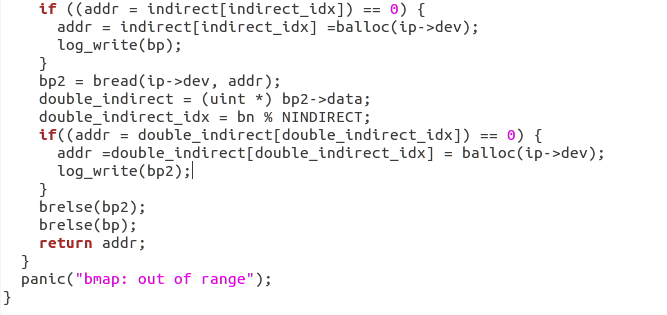 if ((addr = indirect[indirect_idx]) == 0) {
      addr = indirect[indirect_idx] =balloc(ip->dev);
      log_write(bp);
    }
    bp2 = bread(ip->dev, addr);
    double_indirect = (uint *) bp2->data;
    double_indirect_idx = bn % NINDIRECT;
    if((addr = double_indirect[double_indirect_idx]) == 0) {
      addr =double_indirect[double_indirect_idx] = balloc(ip->dev);
      log_write(bp2);
    }
    brelse(bp2);
    brelse(bp);
    return addr;
  }
  panic("bmap: out of range");
}